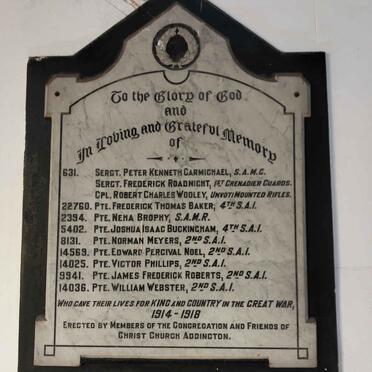 To the Glory of God
and
In Loving and Grateful Memory
of
631. SERGT. PETER KENNETH CARMICHAEL, S.A.M.C.
SERGT. FREDERICK ROADNIGHT, 1ST GRENADIER GUARDS.
CPL. ROBERT CHARLES WOOLEY, UMVOTI MOUNTED RIFLES.
22760. PTE. FREDERICK THOMAS BAKER, 4TH S.A.I.
2394. PTE. NEHA BROPHY, S.A.M.R.
5402. PTE. JOSHUA ISAAC BUCKINGHAM, 4TH S.A.I.
8131. PTE. NORMAN MEYERS, 2ND S.A.I.
14569. PTE. EDWARD PERCIVAL NOEL, 2ND S.A.I.
14025. PTE. VICTOR PHILLIPS, 2ND S.A.I.
9941. PTE. JAMES FREDERICK ROBERTS, 2ND S.A.I.
14036. PTE. WILLIAM WEBSTER, 2ND S.A.I.
WHO GAVE THEIR LIVES FOR KING AND COUNTRY IN THE GREAT WAR,
1914-1918
ERECTED BY MEMBERS OF THE CONGREGATION AND FRIENDS OF
CHRIST CHURCH ADDINGTON.